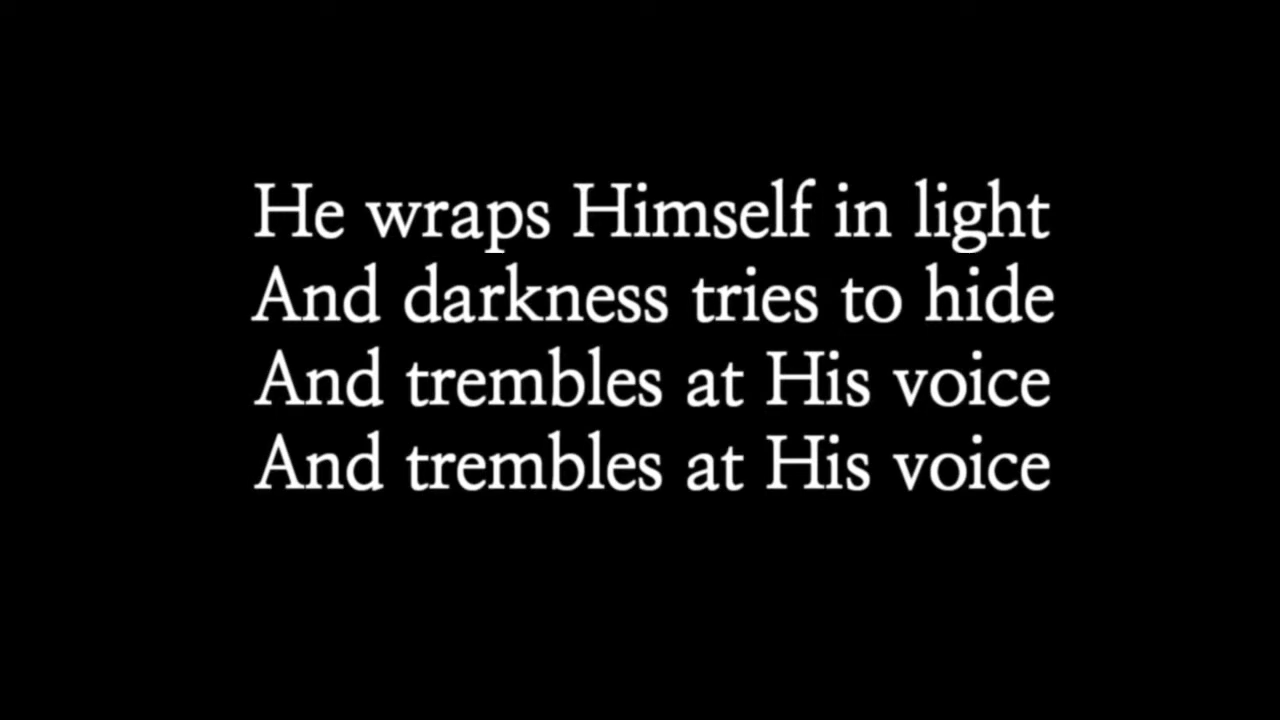 He wraps Himself in light
And darkness tries to hide
And trembles at His voice
And trembles at His voice